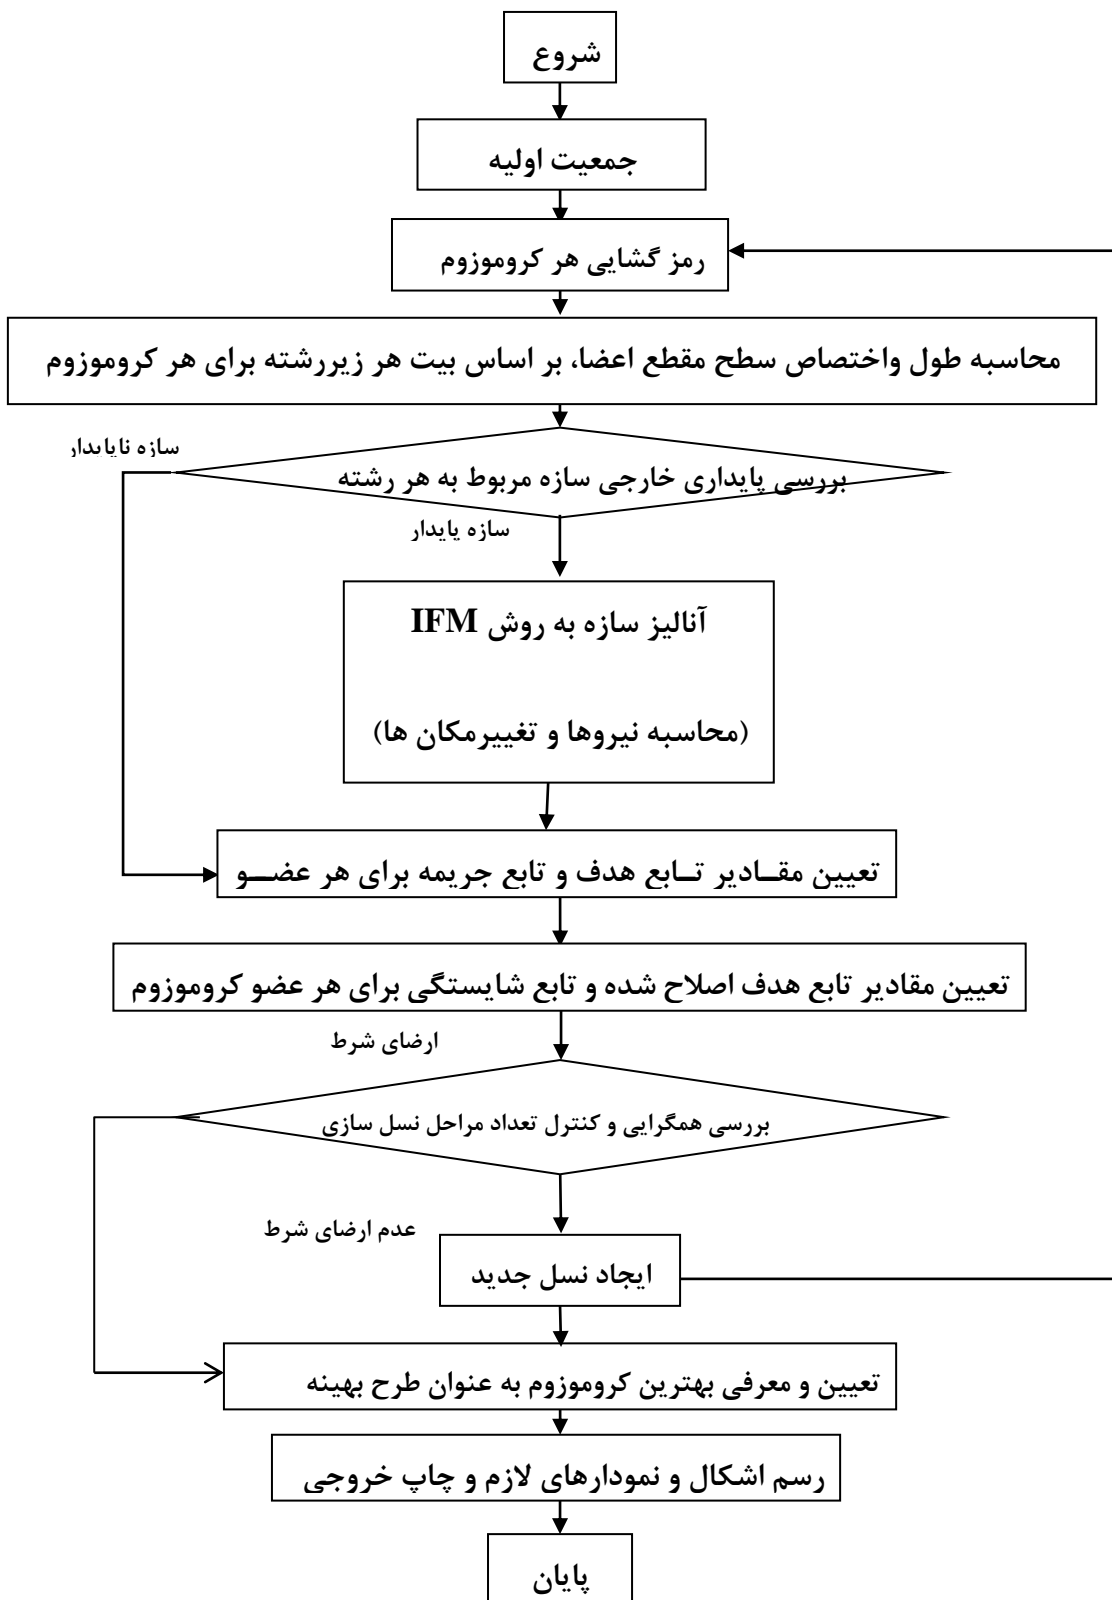 شروع
جمعیت اولیه
رمز گشایی هر کروموزوم
محاسبه طول واختصاص سطح مقطع اعضا، بر اساس بیت هر زیررشته برای هر کروموزوم
سازه ناپایدار
بررسی پایداری خارجی سازه مربوط به هر رشته
سازه پایدار
آنالیز سازه به روش IFM
(محاسبه نیروها و تغییرمکان ها)
تعیین مقـادیر تـابع هدف و تابع جریمه برای هر عضــو
تعیین مقادیر تابع هدف اصلاح شده و تابع شایستگی برای هر عضو کروموزوم
ارضای شرط
بررسی همگرایی و کنترل تعداد مراحل نسل سازی
عدم ارضای شرط
ایجاد نسل جدید
تعیین و معرفی بهترین کروموزوم به عنوان طرح بهینه
رسم اشکال و نمودارهای لازم و چاپ خروجی
پایان